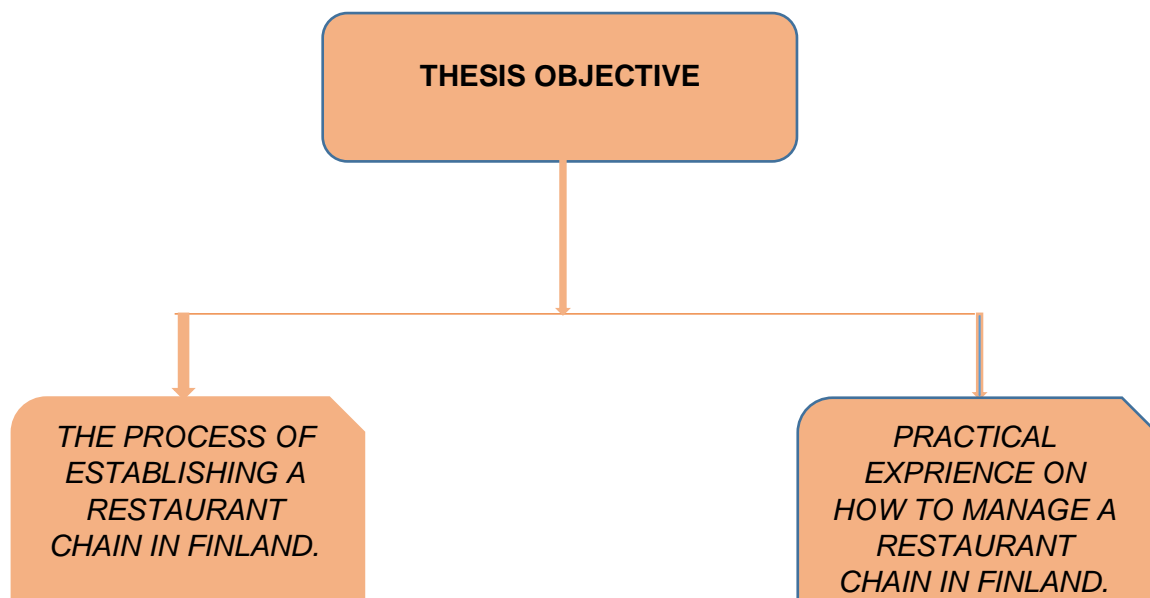 THESIS OBJECTIVE
THE PROCESS OF
ESTABLISHING A
RESTAURANT
CHAIN IN FINLAND.
PRACTICAL
EXPRIENCE ON
HOW TO MANAGE A
RESTAURANT
CHAIN IN FINLAND.